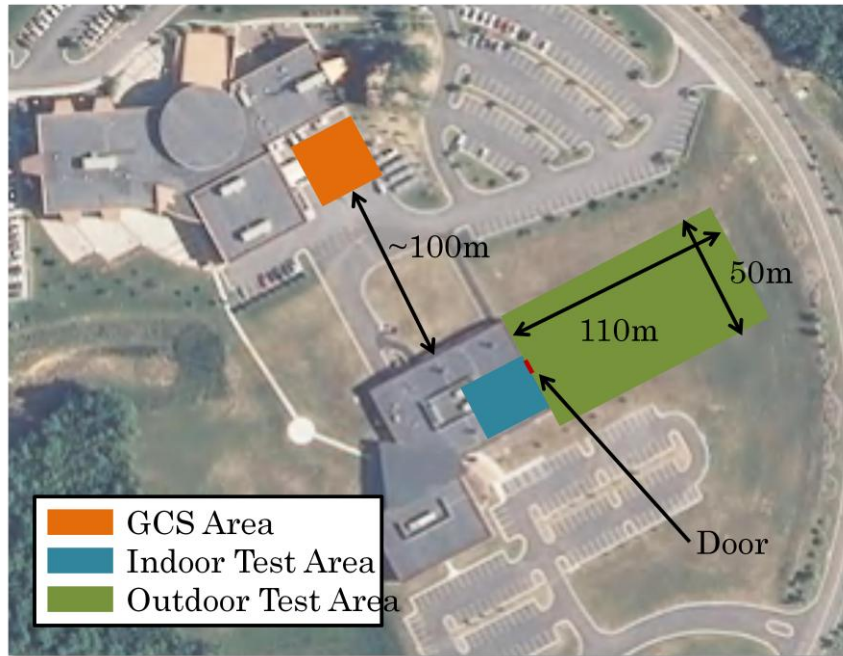 ~100m
50m
110m
Door
GCS Area
Indoor Test Area
Outdoor Test Area